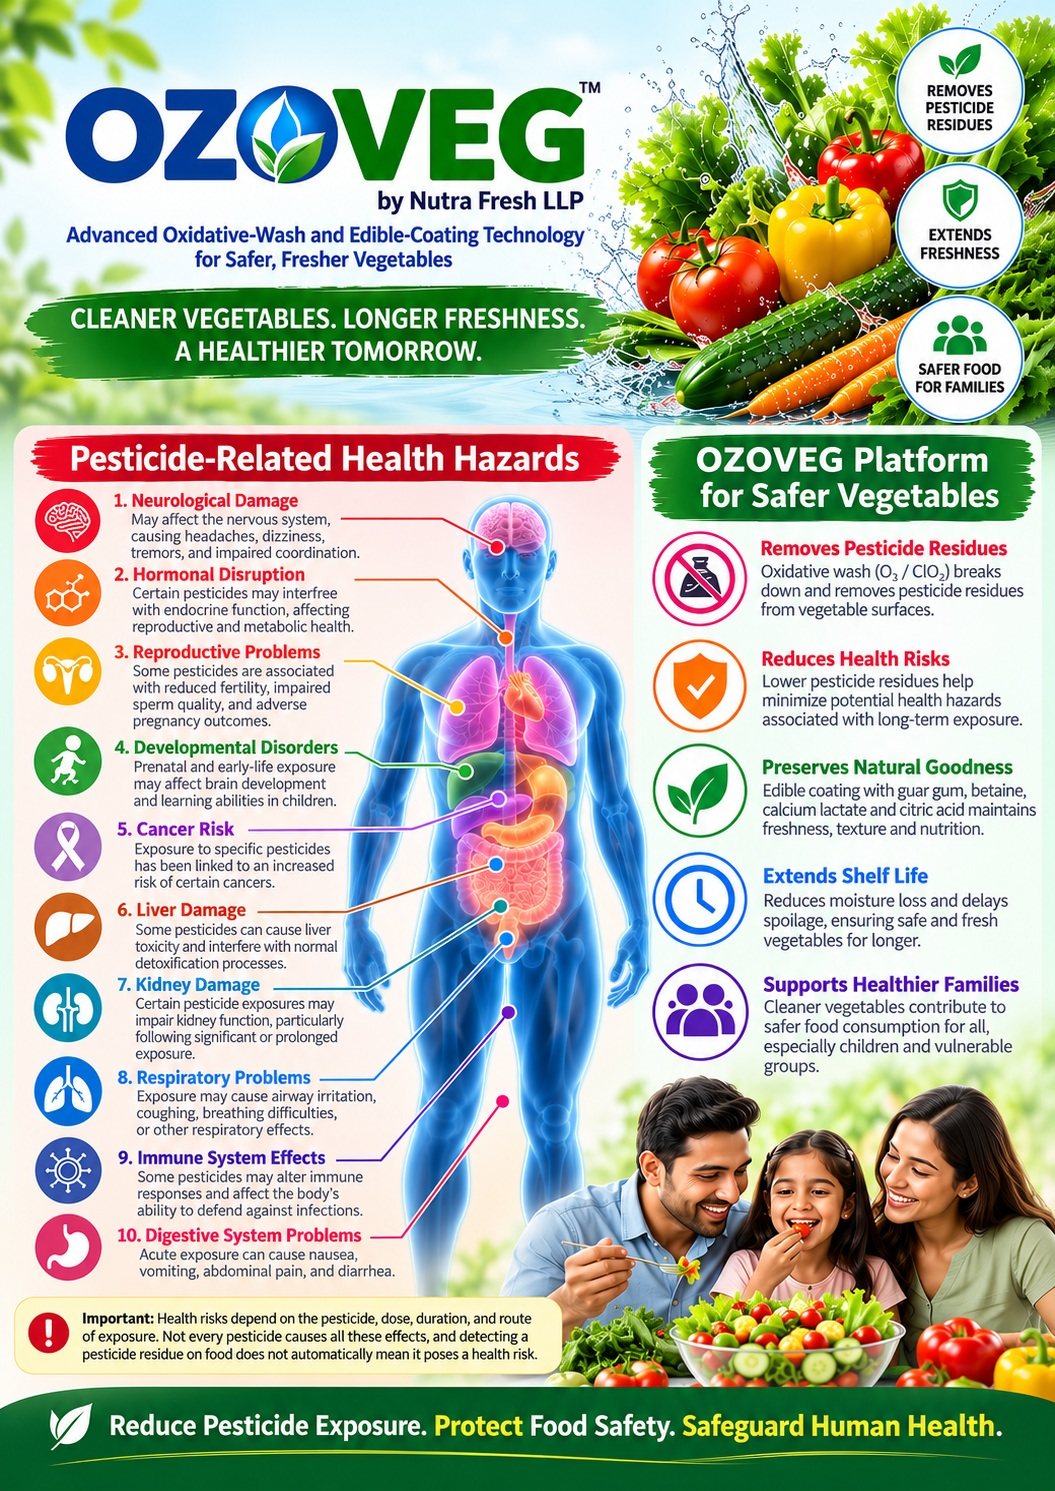 OZOVEG™
by Nutra Fresh LLP
Advanced Oxidative-Wash and Edible-Coating Technology
for Safer, Fresher Vegetables
CLEANER VEGETABLES. LONGER FRESHNESS.
A HEALTHIER TOMORROW.
REMOVES
PESTICIDE
RESIDUES
EXTENDS
FRESHNESS
SAFER FOOD
FOR FAMILIES
Pesticide-Related Health Hazards
1. Neurological Damage
May affect the nervous system,
causing headaches, dizziness,
tremors, and impaired coordination.
2. Hormonal Disruption
Certain pesticides may interfree
with endocrine function, affecting
reproductive and metabolic health.
3. Reproductive Problems
Some pesticides are associated
with reduced fertility, impaired
sperm quality, and adverse
pregnancy outcomes.
4. Developmental Disorders
Prenatal and early-life exposure
may affect brain development
and learning abilities in children.
5. Cancer Risk
Exposure to specific pesticides
has been linked to an increased
risk of certain cancers.
6. Liver Damage
Some pesticides can cause liver
toxicity and interfere with normal
detoxification processes.
7. Kidney Damage
Certain pesticide exposures may
impair kidney function, particularly
following significant or prolonged
exposure.
8. Respiratory Problems
Exposure may cause airway irritation,
coughing, breathing difficulties,
or other respiratory effects.
9. Immune System Effects
Some pesticides may alter immune
responses and affect the body's
ability to defend against infections.
10. Digestive System Problems
Acute exposure can cause nausea,
vomiting, abdominal pain, and diarrhea.
Important: Health risks depend on the pesticide, dose, duration, and route
of exposure. Not every pesticide causes all these effects, and detecting a
pesticide residue on food does not automatically mean it poses a health risk.
OZOVEG Platform
for Safer Vegetables
Removes Pesticide Residues
Oxidative wash (O₃ / ClO₂) breaks
down and removes pesticide residues
from vegetable surfaces.
Reduces Health Risks
Lower pesticide residues help
minimize potential health hazards
associated with long-term exposure.
Preserves Natural Goodness
Edible coating with guar gum, betaine,
calcium lactate and citric acid maintains
freshness, texture and nutrition.
Extends Shelf Life
Reduces moisture loss and delays
spoilage, ensuring safe and fresh
vegetables for longer.
Supports Healthier Families
Cleaner vegetables contribute to
safer food consumption for all,
especially children and vulnerable
groups.
Reduce Pesticide Exposure. Protect Food Safety. Safeguard Human Health.